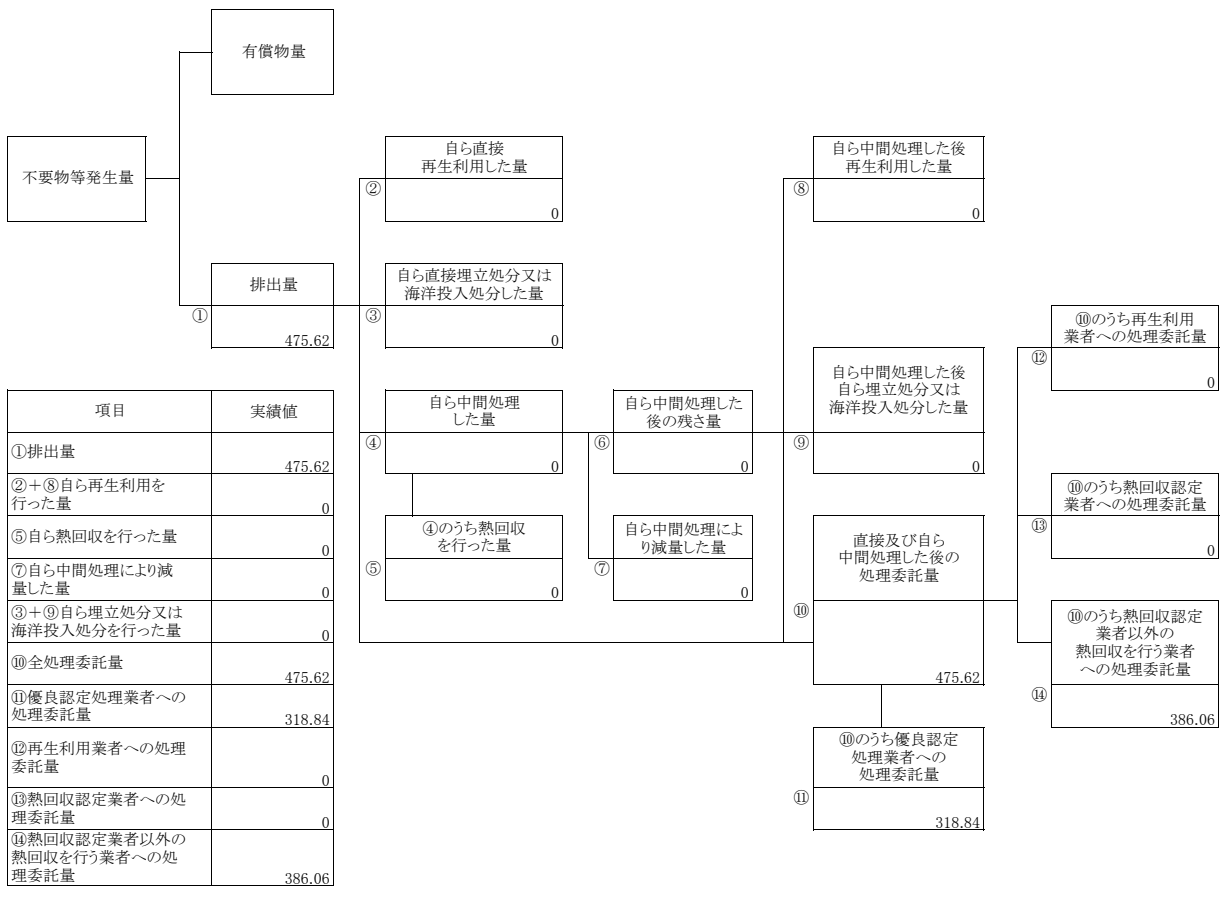 有償物量
不要物等発生量
排出量
①
475.62
自ら直接
再生利用した量
②
0
自ら直接埋立処分又は
海洋投入処分した量
③
0
自ら中間処理
した量
④
0
④のうち熱回収
を行った量
⑤
0
自ら中間処理した
後の残さ量
⑥
0
自ら中間処理によ
り減量した量
⑦
0
自ら中間処理した後
再生利用した量
⑧
0
自ら中間処理した後
自ら埋立処分又は
海洋投入処分した量
⑨
0
直接及び自ら
中間処理した後の
処理委託量
⑩
475.62
⑩のうち優良認定
処理業者への
処理委託量
⑪
318.84
⑩のうち再生利用
業者への処理委託量
⑫
0
⑩のうち熱回収認定
業者への処理委託量
⑬
0
⑩のうち熱回収認定
業者以外の
熱回収を行う業者
への処理委託量
⑭
386.06
項目 実績値
①排出量
475.62
②＋⑧自ら再生利用を
行った量
0
⑤自ら熱回収を行った量
0
⑦自ら中間処理により減
量した量
0
③＋⑨自ら埋立処分又は
海洋投入処分を行った量
0
⑩全処理委託量
475.62
⑪優良認定処理業者への
処理委託量
318.84
⑫再生利用業者への処理
委託量
0
⑬熱回収認定業者への処
理委託量
0
⑭熱回収認定業者以外の
熱回収を行う業者への処
理委託量
386.06